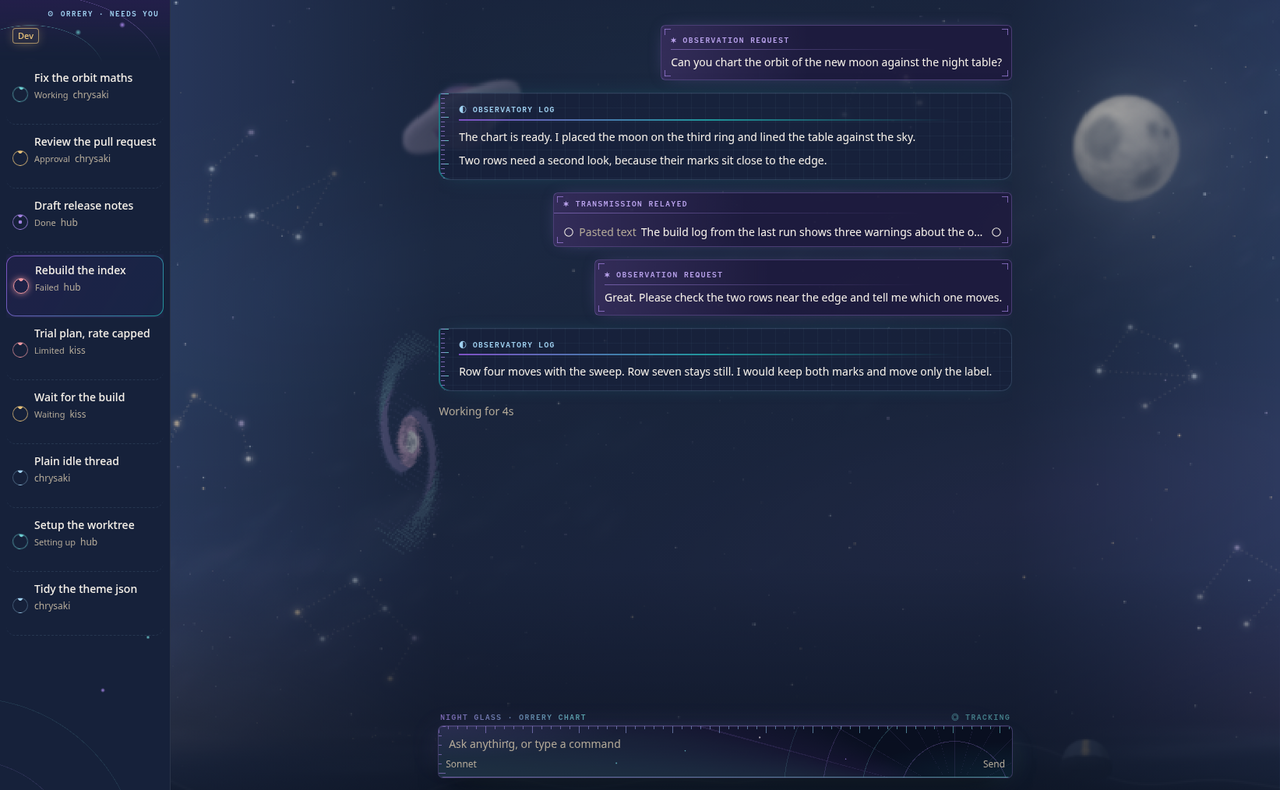 ORRERY · NEEDS YOU
Dev
Fix the orbit maths
Working chrysaki
Review the pull request
Approval chrysaki
Draft release notes
Done hub
Rebuild the index
Failed hub
Trial plan, rate capped
Limited kiss
Wait for the build
Waiting kiss
Plain idle thread
chrysaki
Setup the worktree
Setting up hub
Tidy the theme json
chrysaki
OBSERVATION REQUEST
Can you chart the orbit of the new moon against the night table?
OBSERVATORY LOG
The chart is ready. I placed the moon on the third ring and lined the table against the sky.
Two rows need a second look, because their marks sit close to the edge.
TRANSMISSION RELAYED
Pasted text The build log from the last run shows three warnings about the o...
OBSERVATION REQUEST
Great. Please check the two rows near the edge and tell me which one moves.
OBSERVATORY LOG
Row four moves with the sweep. Row seven stays still. I would keep both marks and move only the label.
Working for 4s
NIGHT GLASS · ORRERY CHART
TRACKING
Ask anything, or type a command
Sonnet
Send